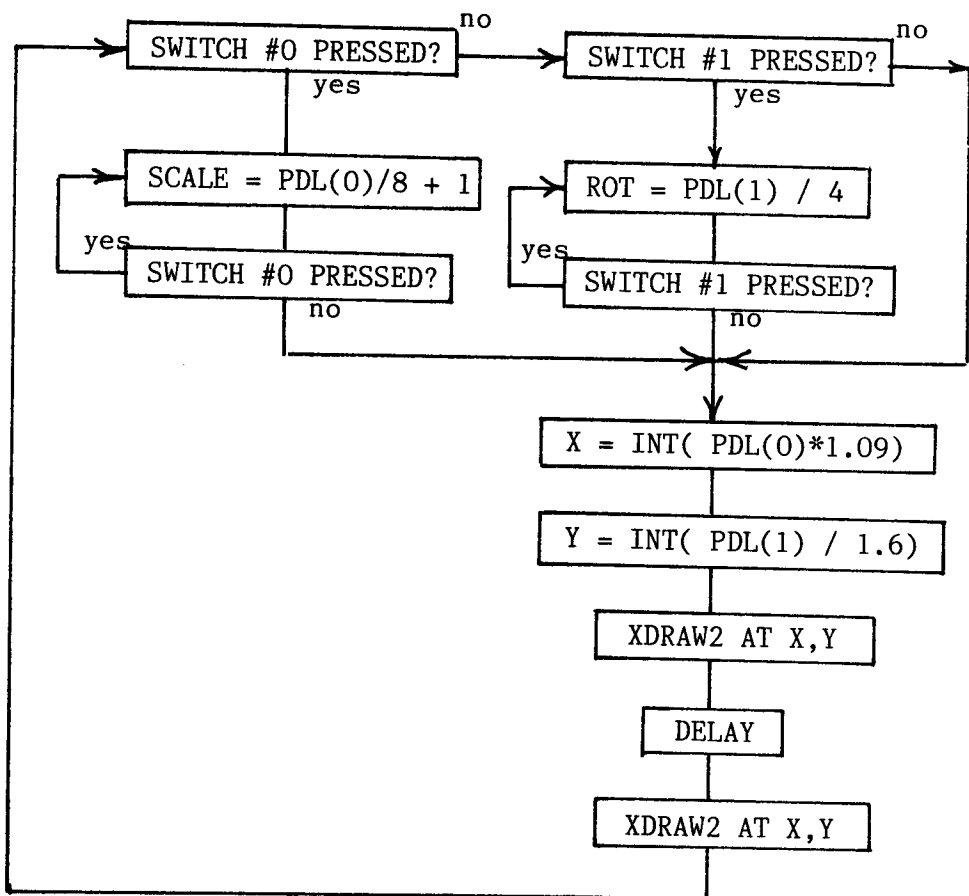 no
SWITCH #0 PRESSED?
yes
no
SWITCH #1 PRESSED?
yes
SCALE = PDL(0)/8 + 1
yes
SWITCH #0 PRESSED?
no
ROT = PDL(1) / 4
yes
SWITCH #1 PRESSED?
no
X = INT( PDL(0)*1.09)
Y = INT( PDL(1) / 1.6)
XDRAW2 AT X,Y
DELAY
XDRAW2 AT X,Y